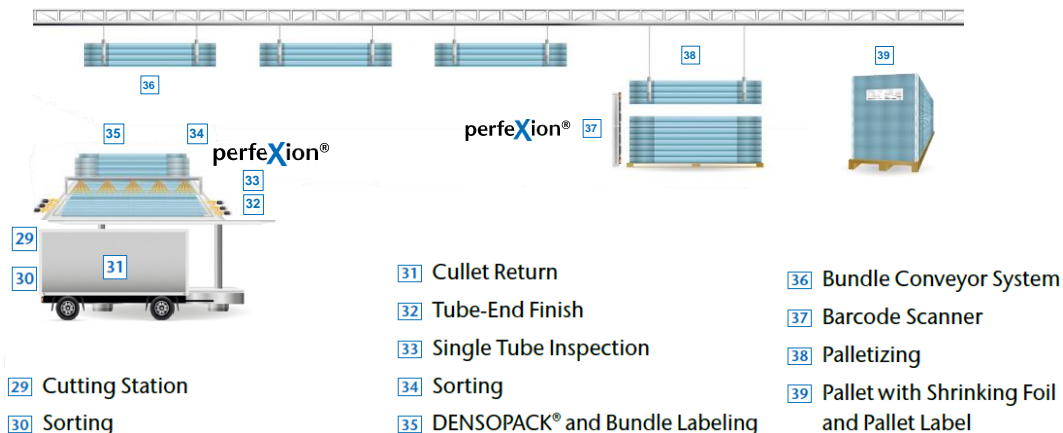 36
38
39
35
34
perfeXion®
perfeXion®
37
33
32
29
30
31
29 Cutting Station
30 Sorting
31 Cullet Return
32 Tube-End Finish
33 Single Tube Inspection
34 Sorting
35 DENSOPACK® and Bundle Labeling
36 Bundle Conveyor System
37 Barcode Scanner
38 Palletizing
39 Pallet with Shrinking Foil
and Pallet Label